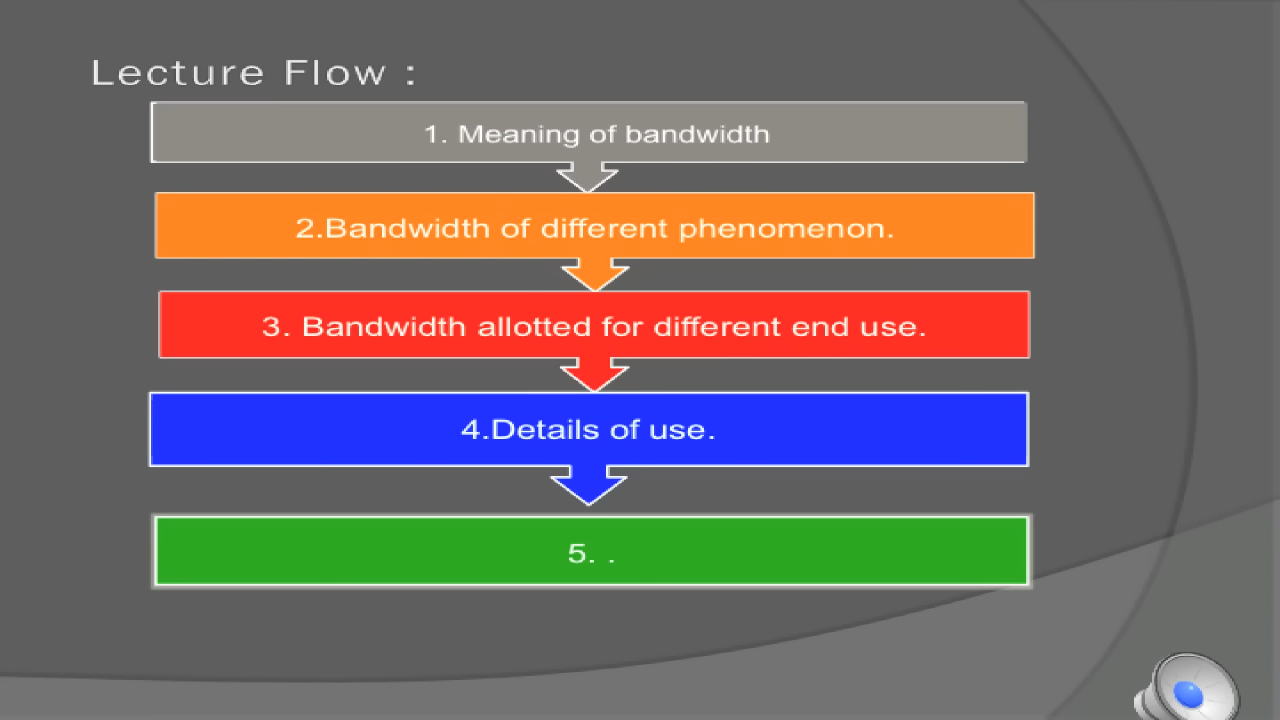 Lecture Flow :
1. Meaning of bandwidth
2.Bandwidth of different phenomenon.
3. Bandwidth allotted for different end use.
4.Details of use.
5. .